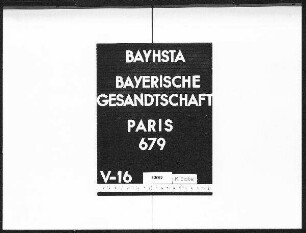 BAYHSTA
BAYERISCHE
GESANDTSCHAFT
PARIS
679
V-16